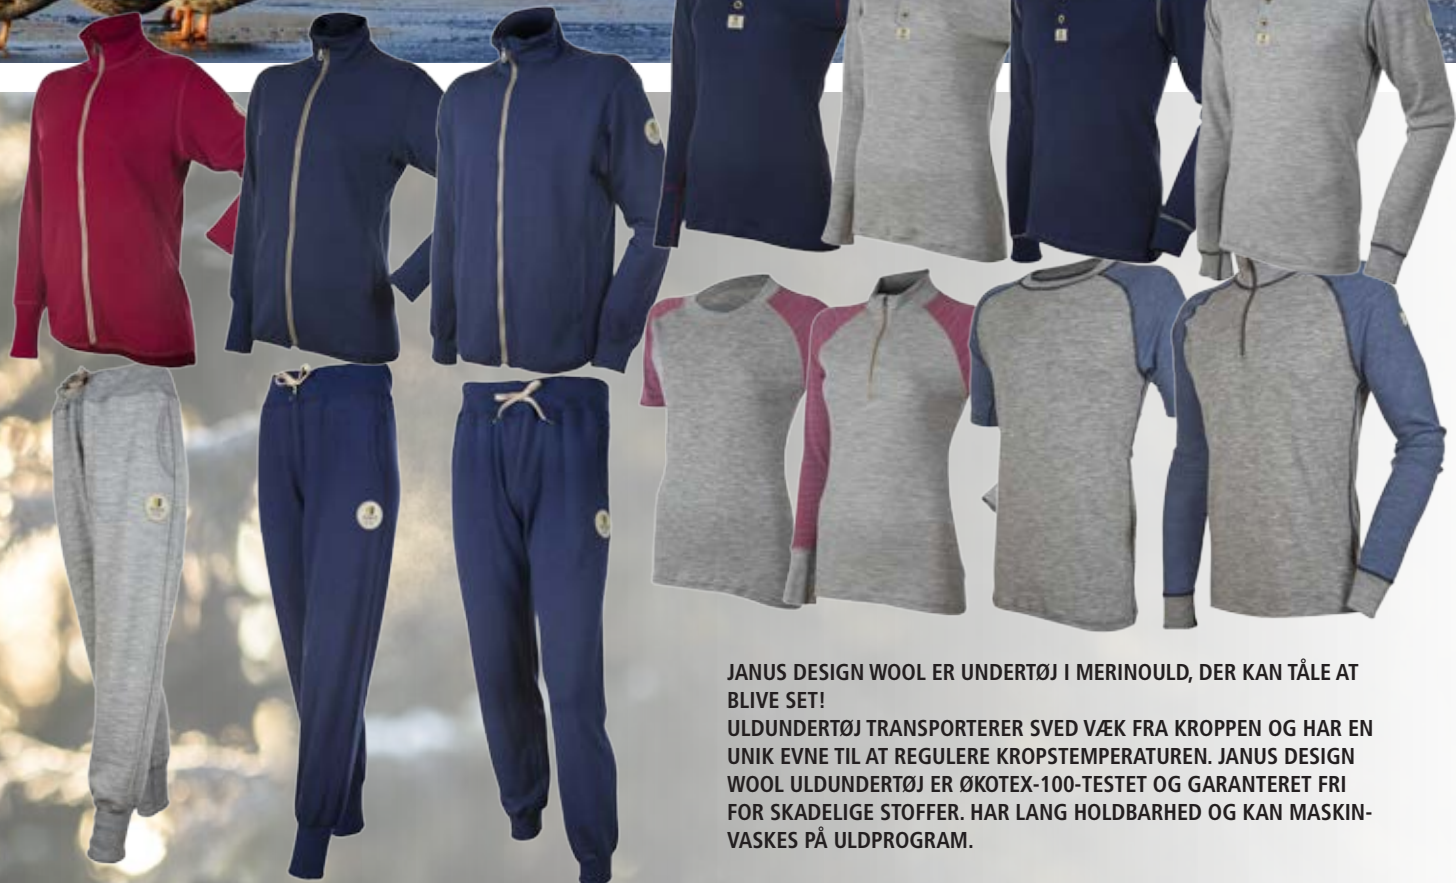 JANUS DESIGN WOOL ER UNDERTØJ I MERINOULD, DER KAN TÅLE AT
BLIVE SET!
ULDUNDERTØJ TRANSPORTERER SVED VÆK FRA KROPPEN OG HAR EN
UNIK EVNE TIL AT REGULERE KROPSTEMPERATUREN. JANUS DESIGN
WOOL ULDUNDERTØJ ER ØKOTEX-100-TESTET OG GARANTERET FRI
FOR SKADELIGE STOFFER. HAR LANG HOLDBARHED OG KAN MASKIN-
VASKES PÅ ULDPROGRAM.